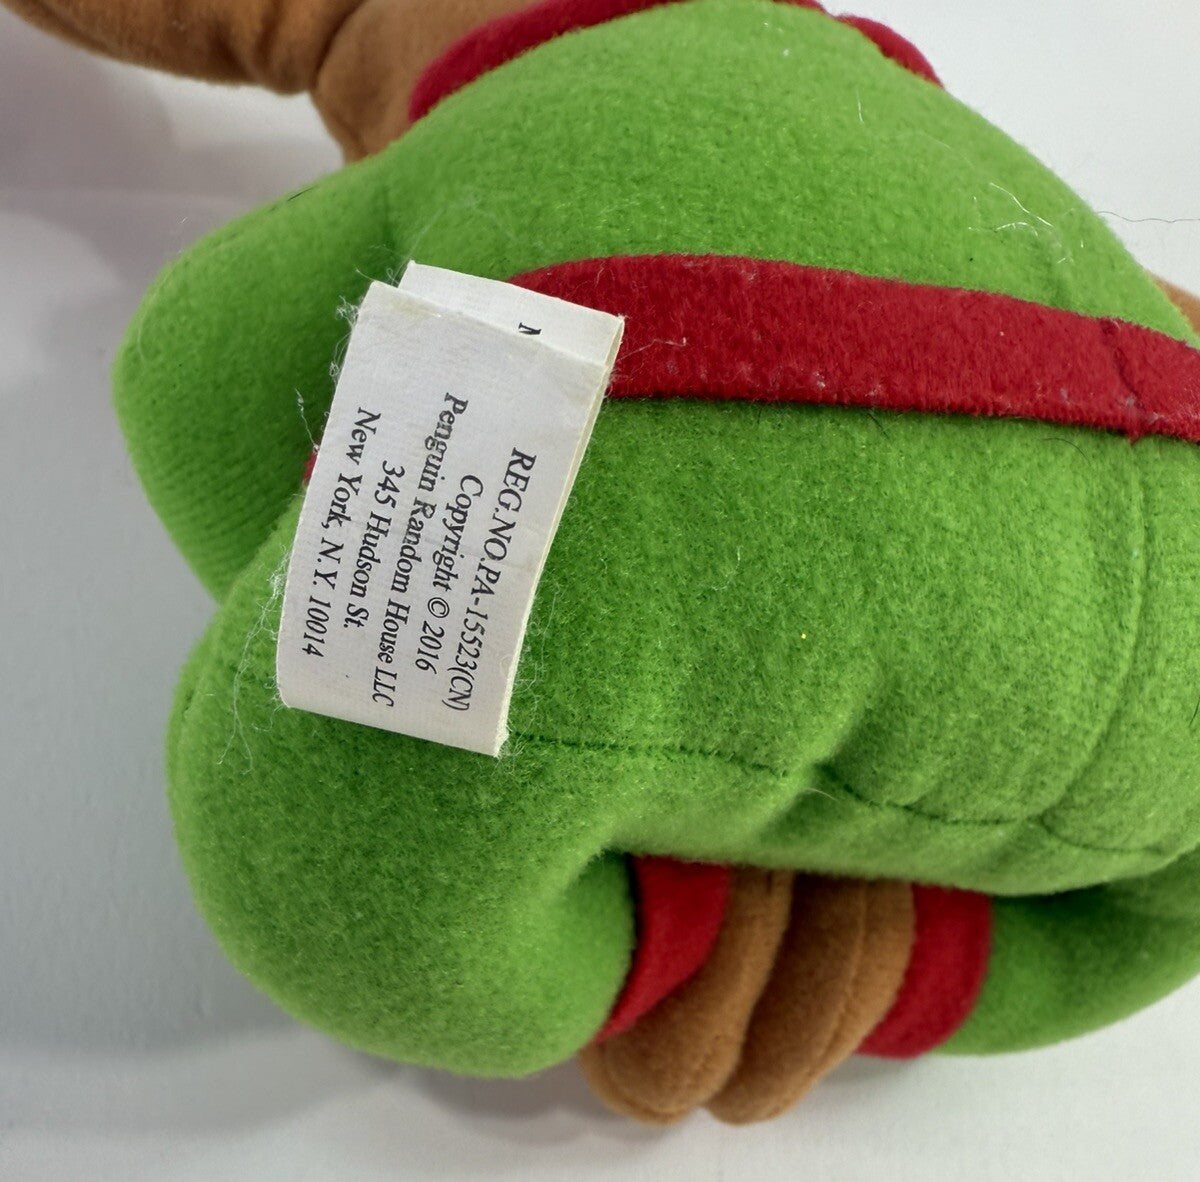 REG.NO.PA-15523(CN)
Copyright © 2016
Penguin Random House LLC
345 Hudson St.
New York, N.Y. 10014